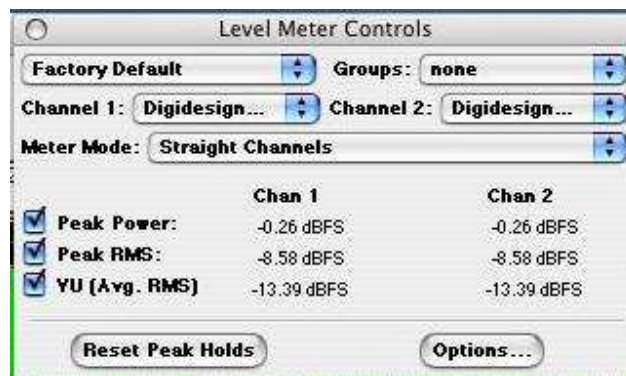 Level Meter Controls
Factory Default Groups: none
Channel 1: Digidesign... Channel 2: Digidesign...
Meter Mode: Straight Channels
Chan 1 Chan 2
Peak Power: -0.26 dBFS -0.26 dBFS
Peak RMS: -8.58 dBFS -8.58 dBFS
VU (Avg. RMS) -13.39 dBFS -13.39 dBFS
Reset Peak Holds Options...